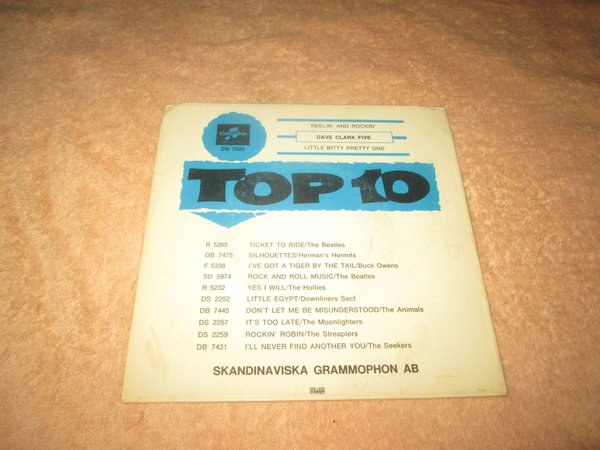 REELIN' AND ROCKIN'
Columbia
DAVE CLARK FIVE
DB 7503
LITTLE BITTY PRETTY ONE
TOP 10
R 5265 TICKET TO RIDE/The Beatles
DB 7475 SILHOUETTES/Herman's Hermits
F 5336 I'VE GOT A TIGER BY THE TAIL/Buck Owens
SD 5974 ROCK AND ROLL MUSIC/The Beatles
R 5232 YES I WILL/The Hollies
DS 2252 LITTLE EGYPT/Downliners Sect
DB 7445 DON'T LET ME BE MISUNDERSTOOD/The Animals
DS 2257 IT'S TOO LATE/The Moonlighters
DS 2259 ROCKIN' ROBIN/The Streaplers
DB 7431 I'LL NEVER FIND ANOTHER YOU/The Seekers
SKANDINAVISKA GRAMMOPHON AB